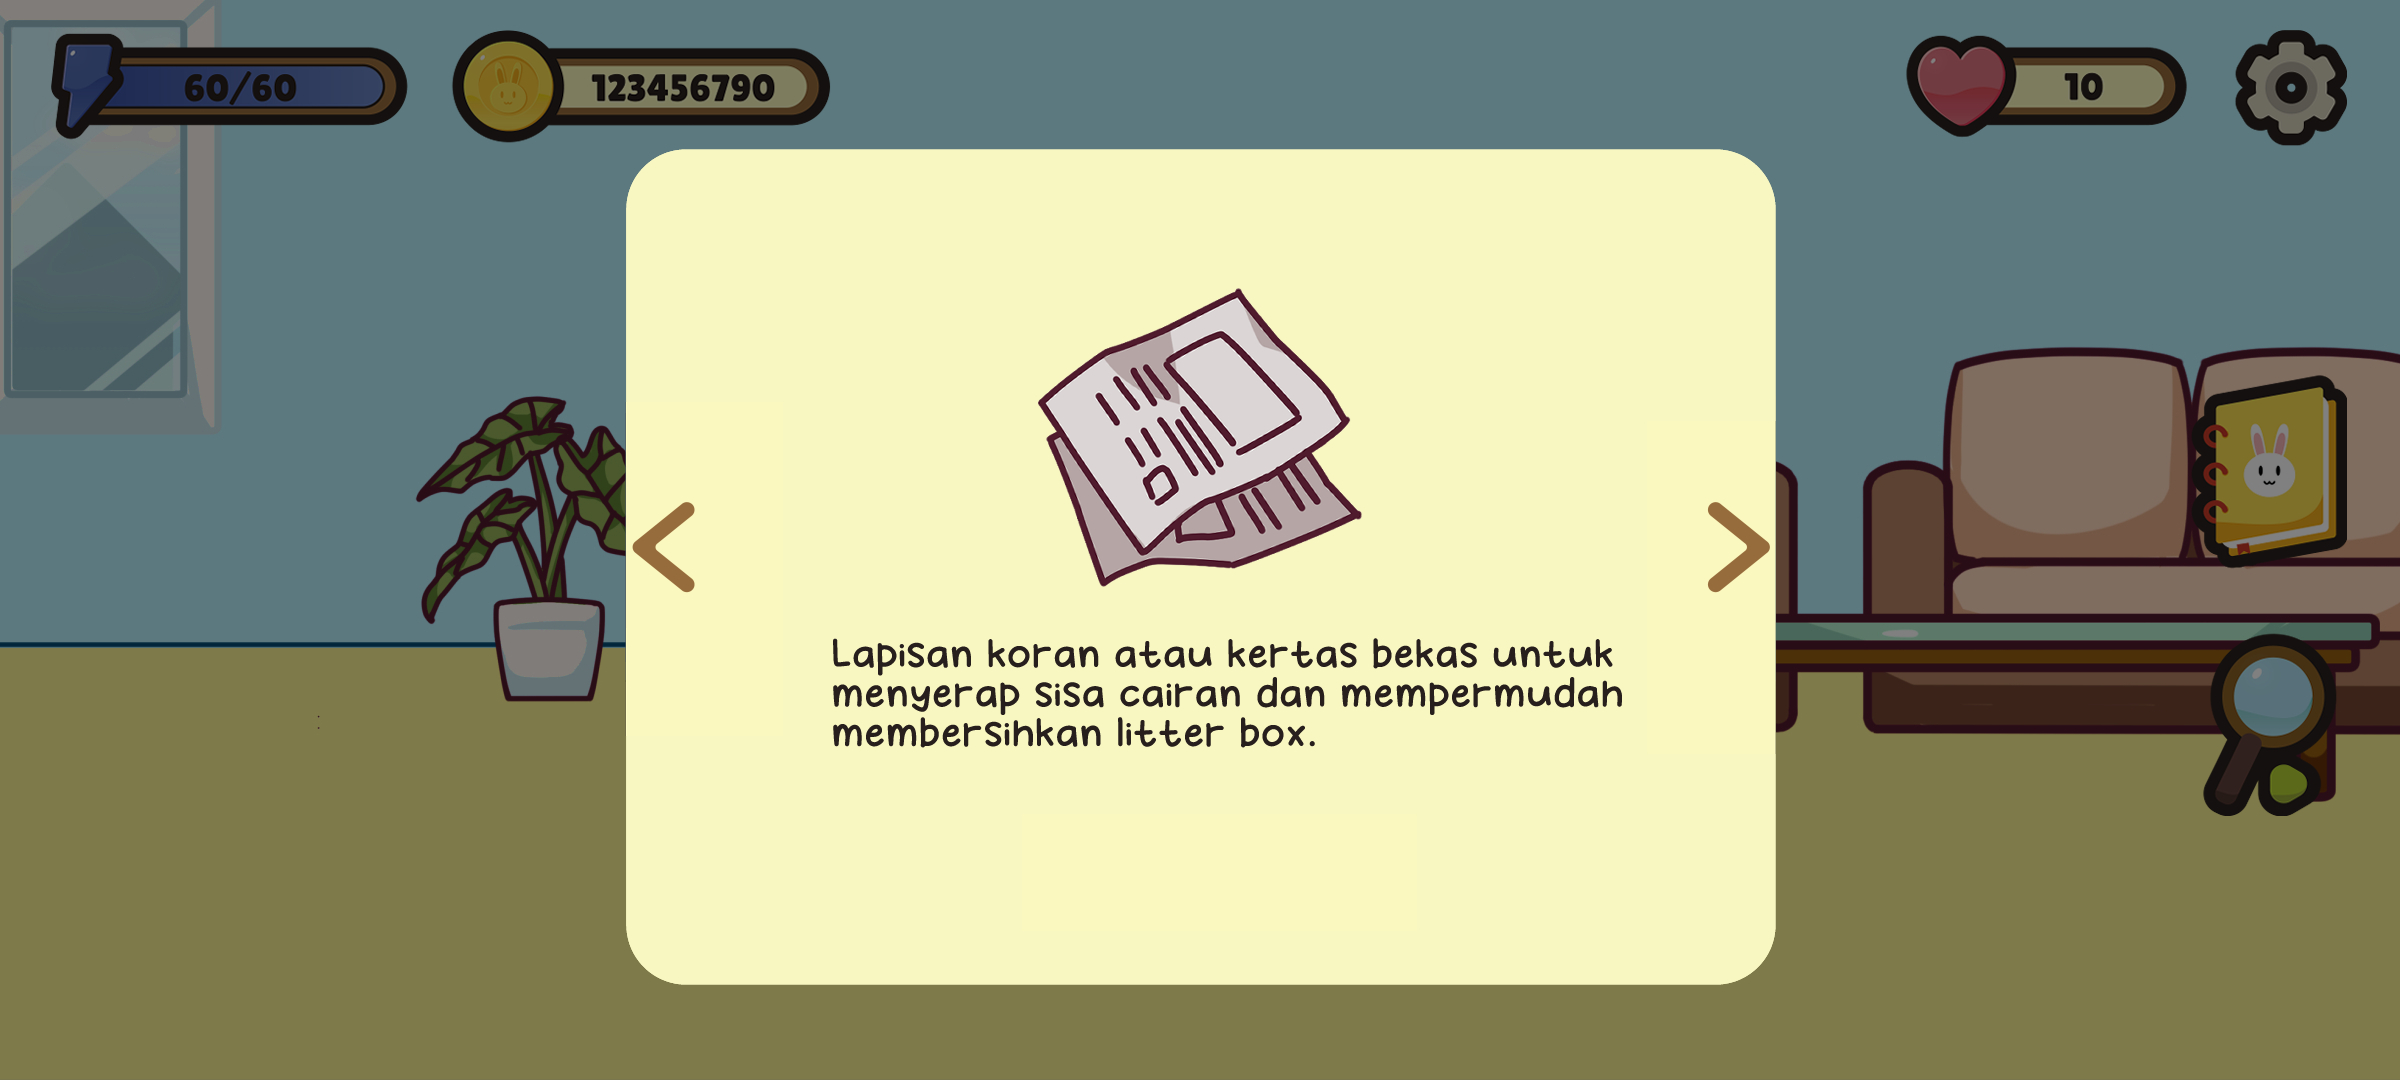 60/60
123456790
10
Lapisan koran atau kertas bekas untuk
menyerap sisa cairan dan mempermudah
membersihkan litter box.